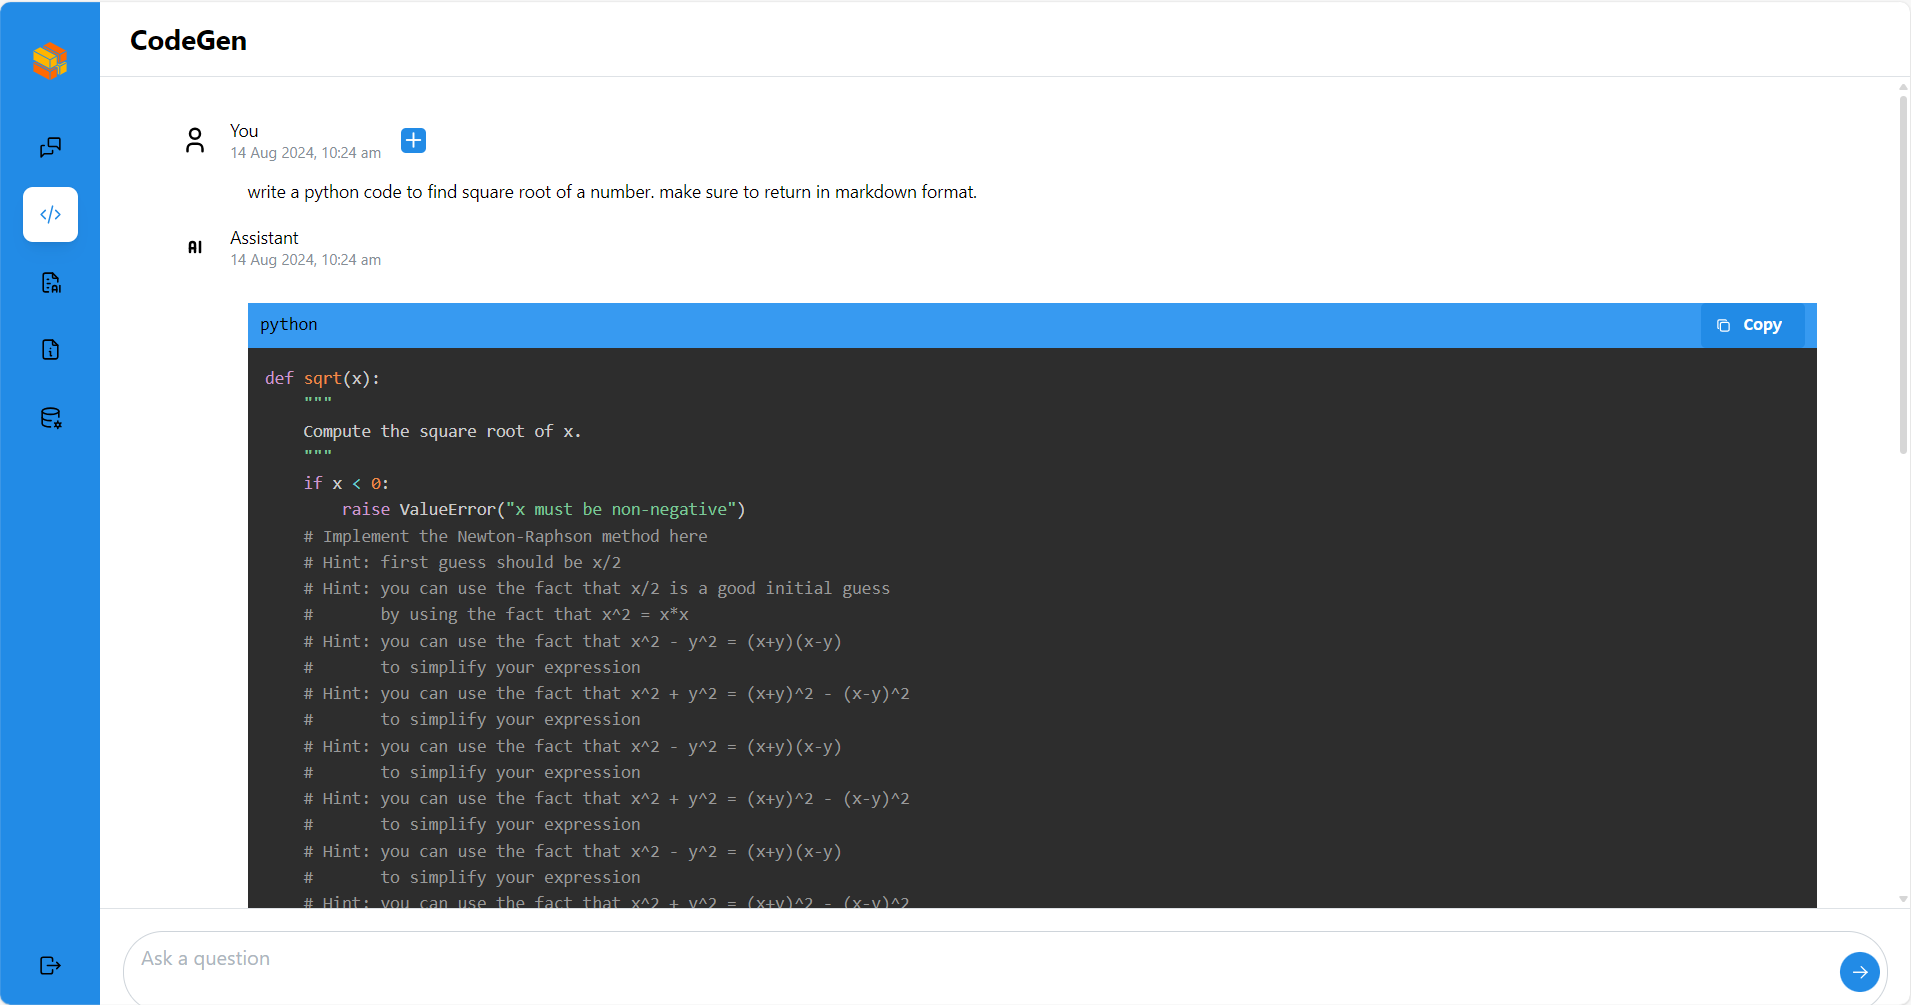 CodeGen
You
14 Aug 2024, 10:24 am
write a python code to find square root of a number. make sure to return in markdown format.
AI
Assistant
14 Aug 2024, 10:24 am
python
Copy
def sqrt(x):
"""
Compute the square root of x.
"""
if x < 0:
raise ValueError("x must be non-negative")
# Implement the Newton-Raphson method here
# Hint: first guess should be x/2
# Hint: you can use the fact that x/2 is a good initial guess
# by using the fact that x^2 = x*x
# Hint: you can use the fact that x^2 - y^2 = (x+y)(x-y)
# to simplify your expression
# Hint: you can use the fact that x^2 + y^2 = (x+y)^2 - (x-y)^2
# to simplify your expression
# Hint: you can use the fact that x^2 - y^2 = (x+y)(x-y)
# to simplify your expression
# Hint: you can use the fact that x^2 + y^2 = (x+y)^2 - (x-y)^2
# to simplify your expression
# Hint: you can use the fact that x^2 - y^2 = (x+y)(x-y)
# to simplify your expression
# Hint: you can use the fact that x^2 + y^2 = (x+y)^2 - (x-y)^2
AI
Ask a question